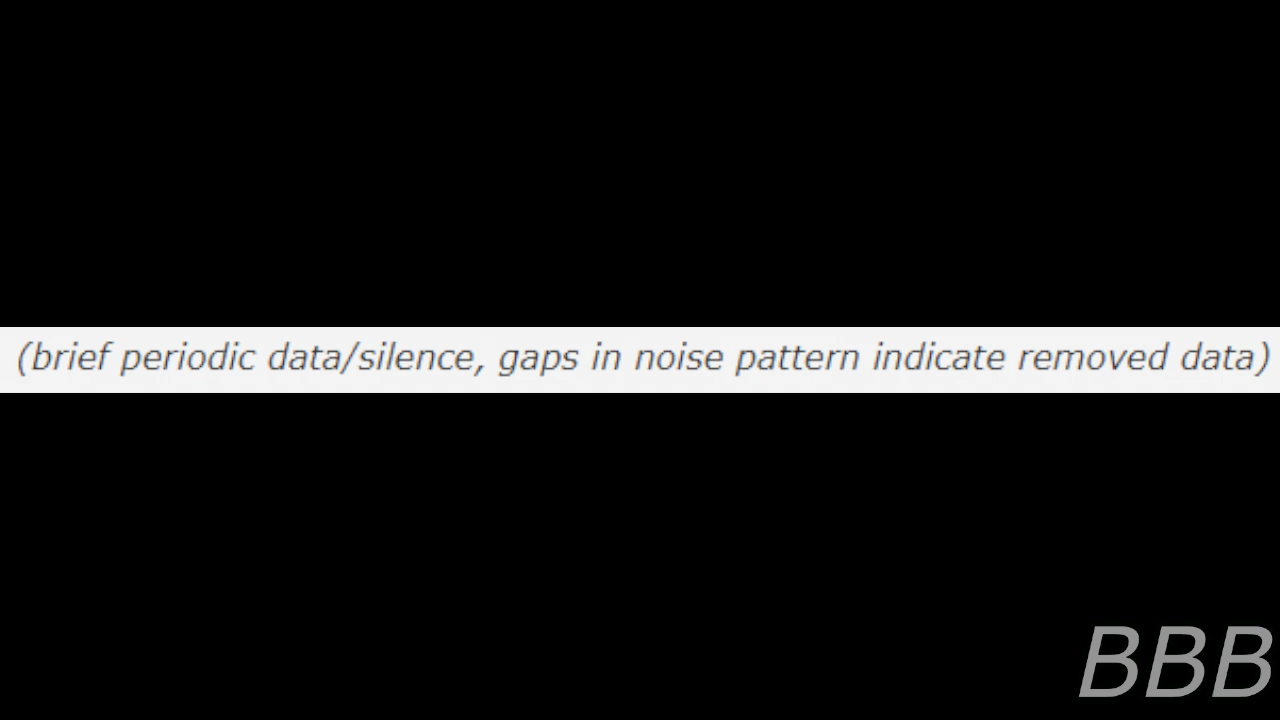 (brief periodic data/silence, gaps in noise pattern indicate removed data)
BBB